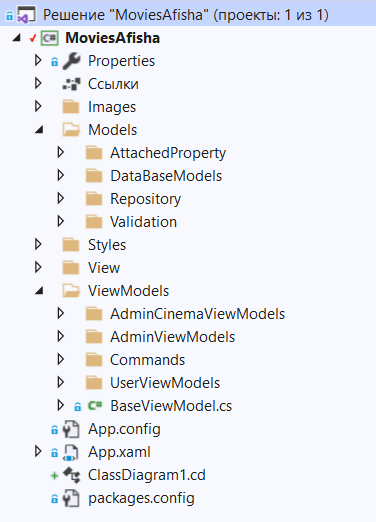 Решение "MoviesAfisha" (проекты: 1 из 1)
C# MoviesAfisha
Properties
Ссылки
Images
Models
AttachedProperty
DataBaseModels
Repository
Validation
Styles
View
ViewModels
AdminCinemaViewModels
AdminViewModels
Commands
UserViewModels
C# BaseViewModel.cs
App.config
App.xaml
ClassDiagram1.cd
packages.config